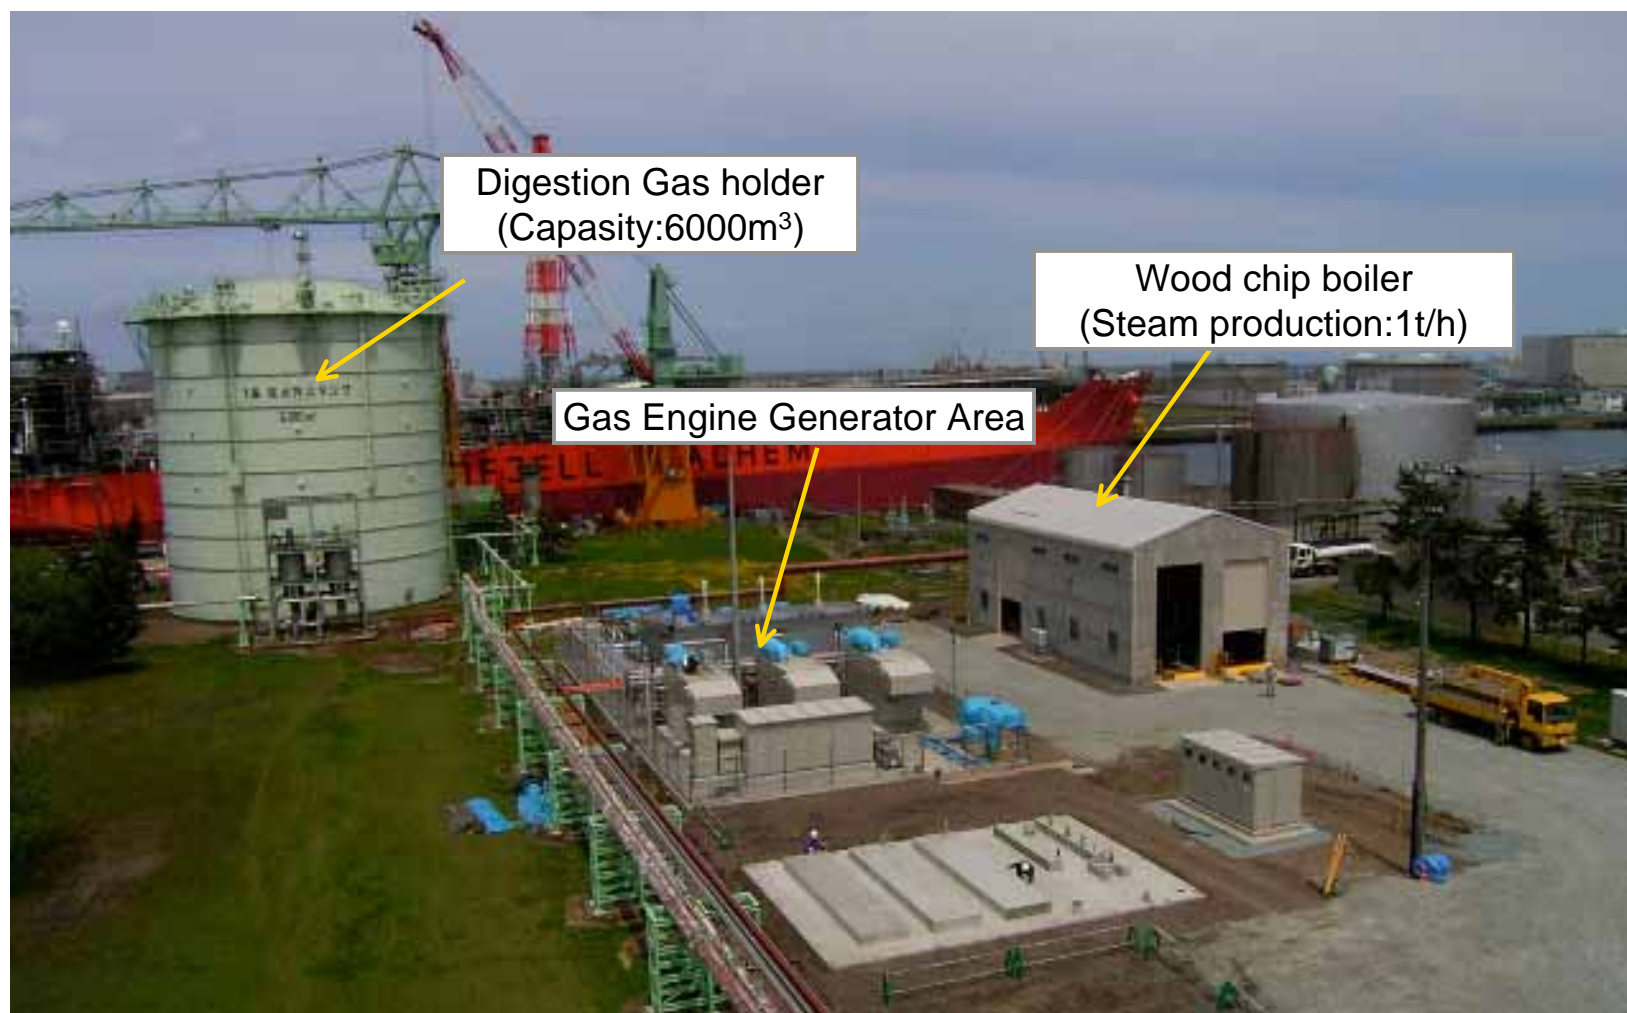 Digestion Gas holder
(Capasity:6000m³)
Wood chip boiler
(Steam production:1t/h)
Gas Engine Generator Area